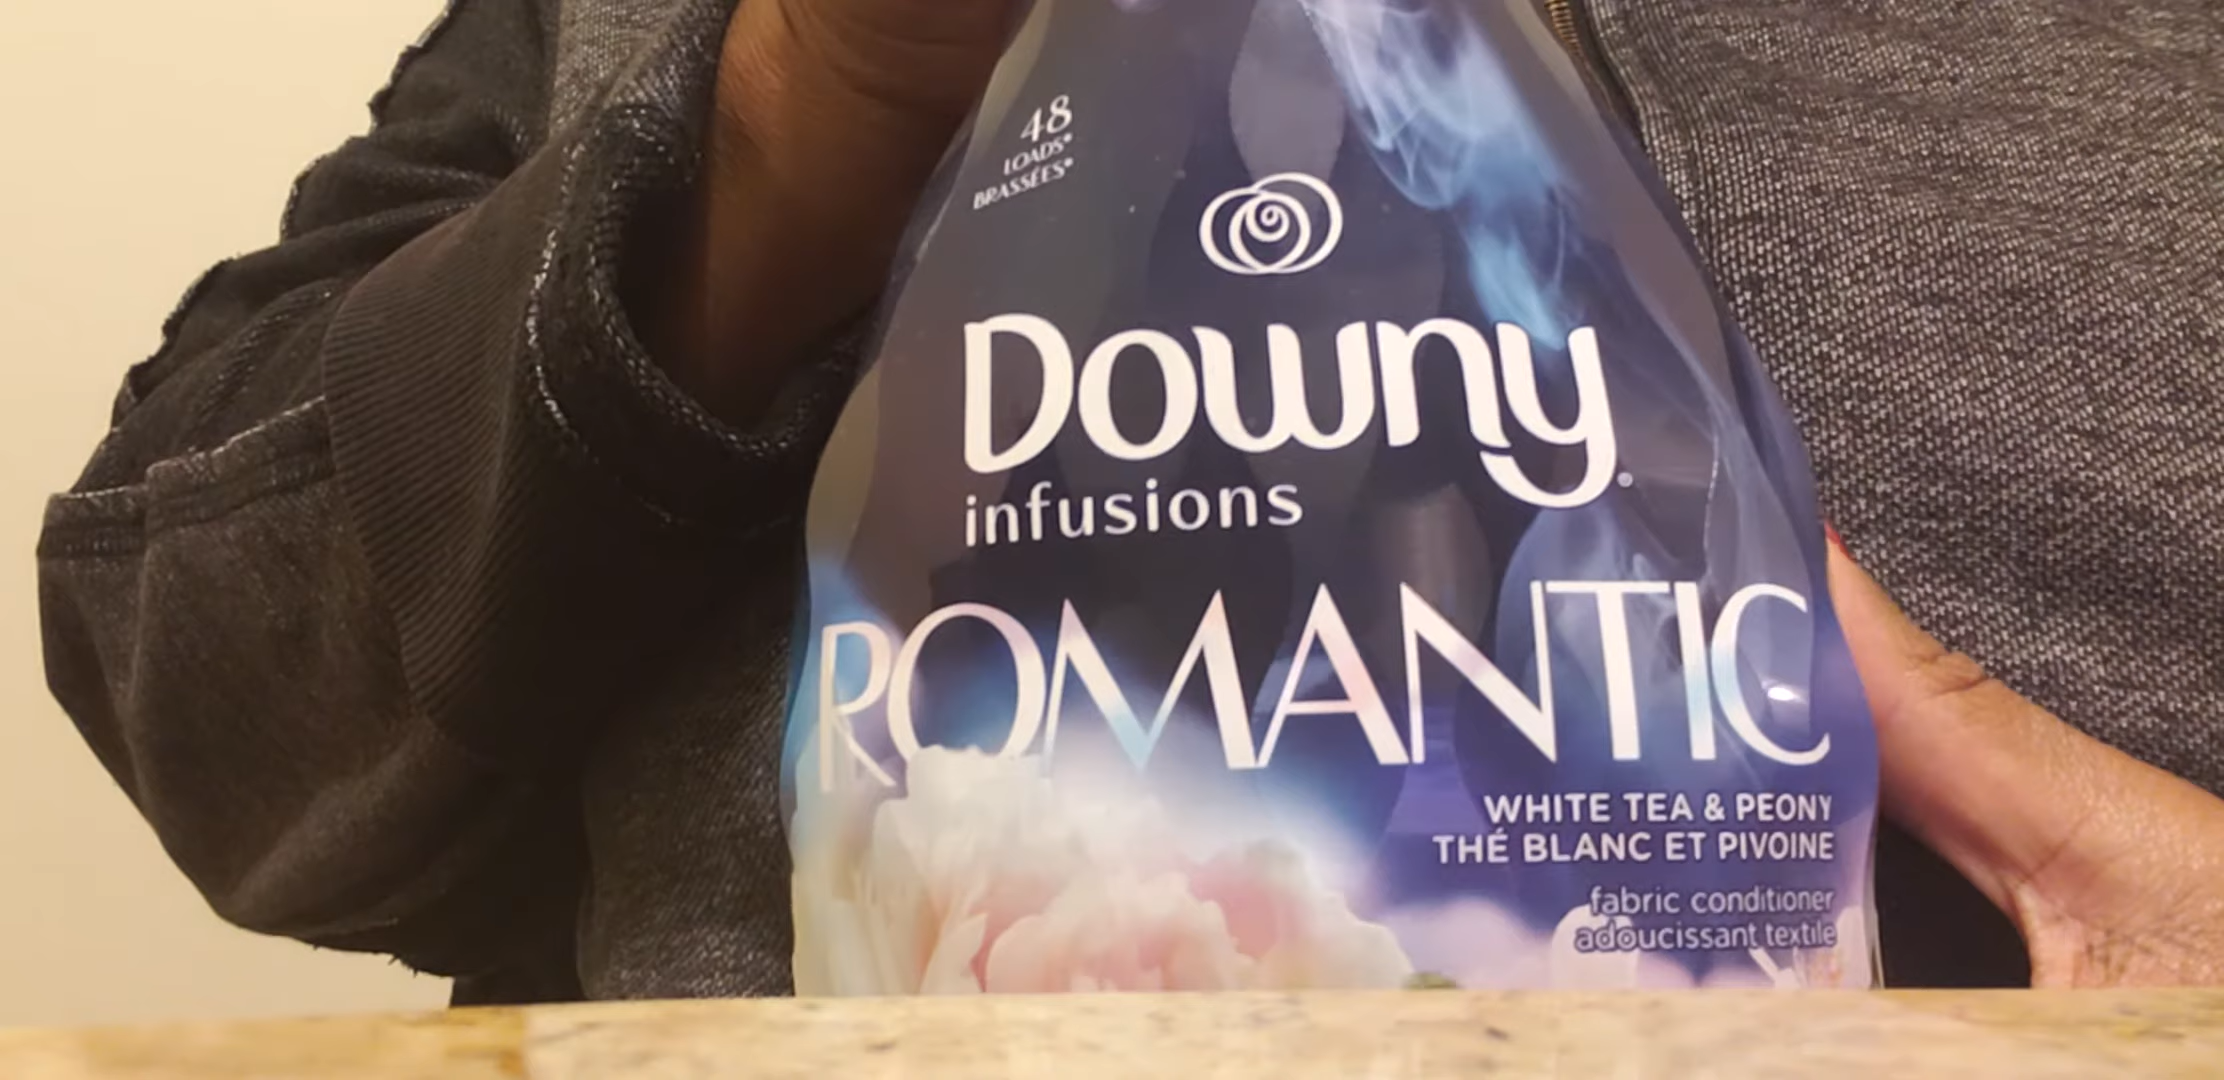 48
LOADS*
BRASSÉES*
Downy®
infusions
ROMANTIC
WHITE TEA & PEONY
THÉ BLANC ET PIVOINE
fabric conditioner
adoucissant textile